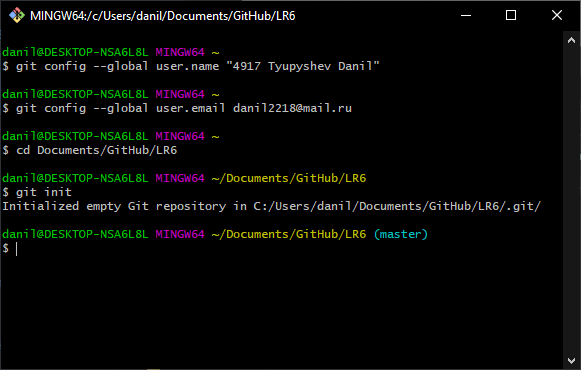 MINGW64:/c/Users/danil/Documents/GitHub/LR6
danil@DESKTOP-NSA6L8L MINGW64 ~
$ git config --global user.name "4917 Tyupyshev Danil"
danil@DESKTOP-NSA6L8L MINGW64 ~
$ git config --global user.email danil2218@mail.ru
danil@DESKTOP-NSA6L8L MINGW64 ~
$ cd Documents/GitHub/LR6
danil@DESKTOP-NSA6L8L MINGW64 ~/Documents/GitHub/LR6
$ git init
Initialized empty Git repository in C:/Users/danil/Documents/GitHub/LR6/.git/
danil@DESKTOP-NSA6L8L MINGW64 ~/Documents/GitHub/LR6 (master)
$